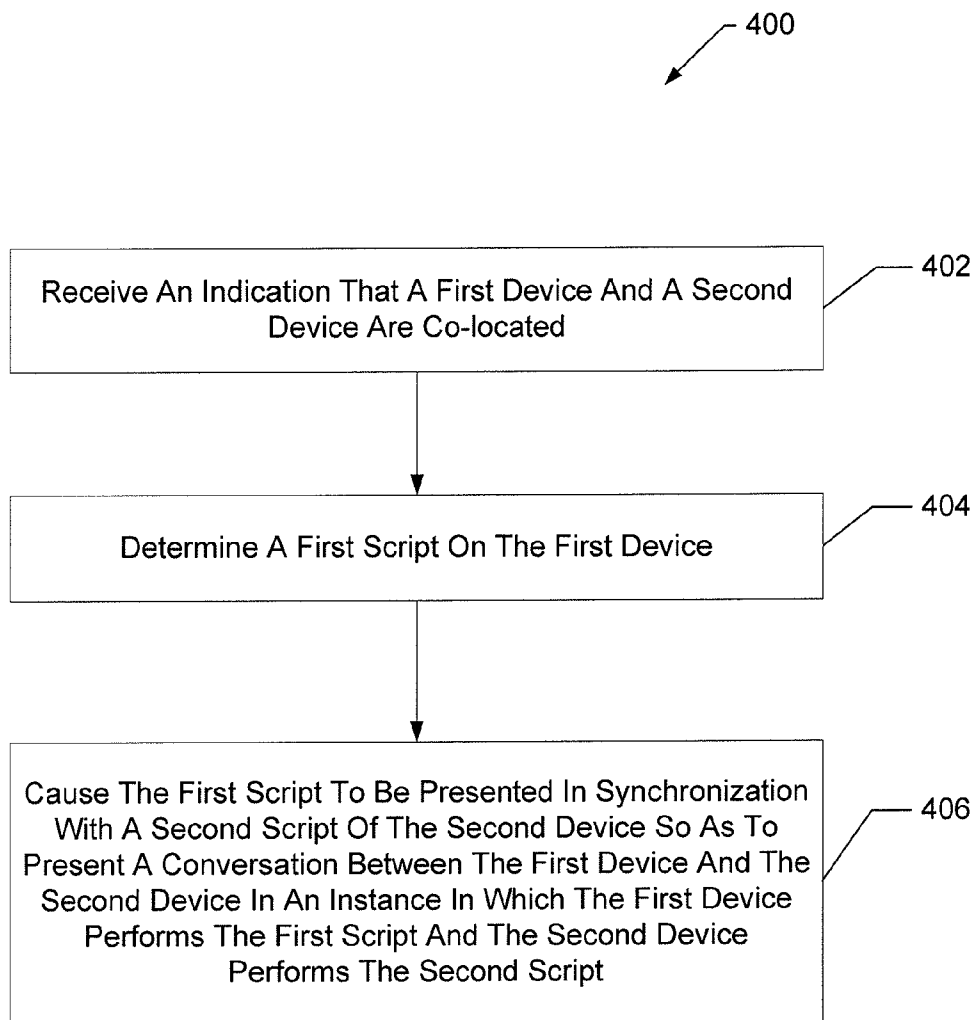 400
Receive An Indication That A First Device And A Second
Device Are Co-located
402
Determine A First Script On The First Device
404
Cause The First Script To Be Presented In Synchronization
With A Second Script Of The Second Device So As To
Present A Conversation Between The First Device And The
Second Device In An Instance In Which The First Device
Performs The First Script And The Second Device
Performs The Second Script
406